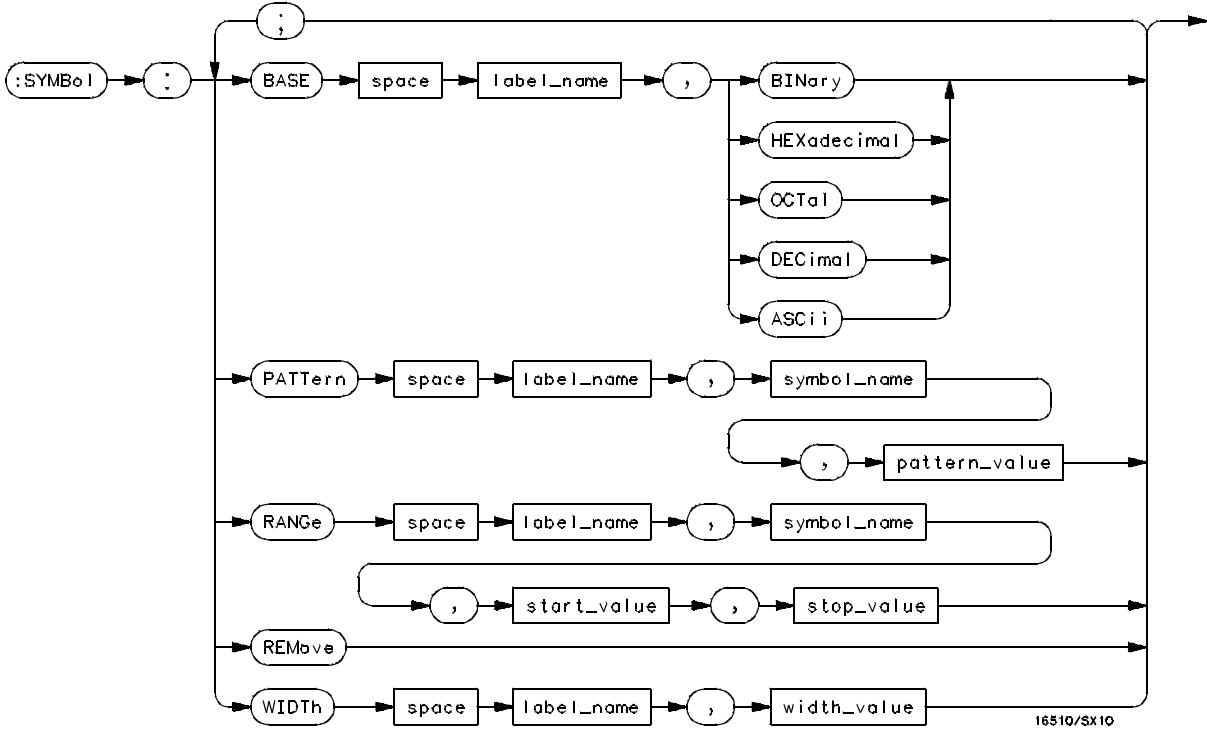 ;
:SYMBol : BASE space label_name , BINary
HEXadecimal
OCTal
DECimal
ASCii
PATTern space label_name , symbol_name
, pattern_value
RANGe space label_name , symbol_name
, start_value , stop_value
REMove
WIDTh space label_name , width_value
16510/SX10